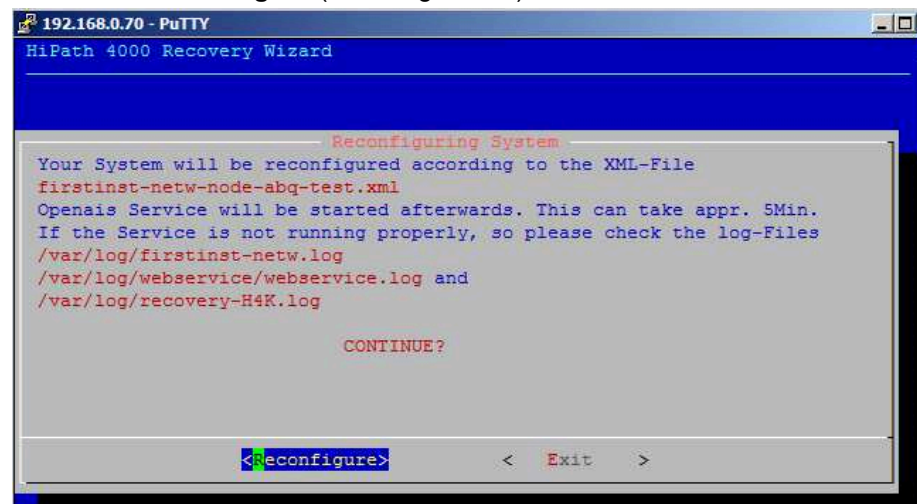 192.168.0.70 - PuTTY
HiPath 4000 Recovery Wizard
Reconfiguring System
Your System will be reconfigured according to the XML-File
firstinst-netw-node-abq-test.xml
Openais Service will be started afterwards. This can take appr. 5Min.
If the Service is not running properly, so please check the log-Files
/var/log/firstinst-netw.log
/var/log/webservice/webservice.log and
/var/log/recovery-H4K.log
CONTINUE?
<Reconfigure> < Exit >